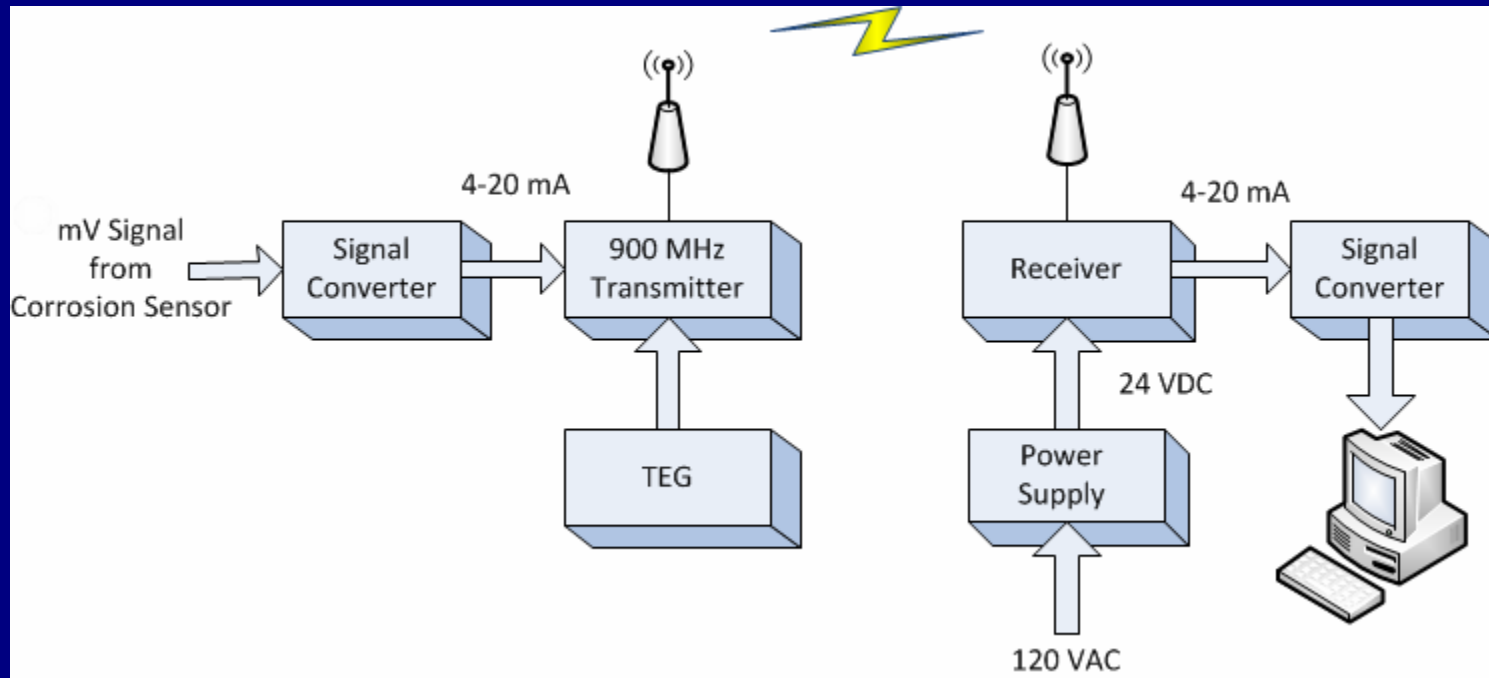 mV Signal
from
Corrosion Sensor
Signal
Converter
4-20 mA
900 MHz
Transmitter
TEG
Receiver
24 VDC
Power
Supply
120 VAC
4-20 mA
Signal
Converter